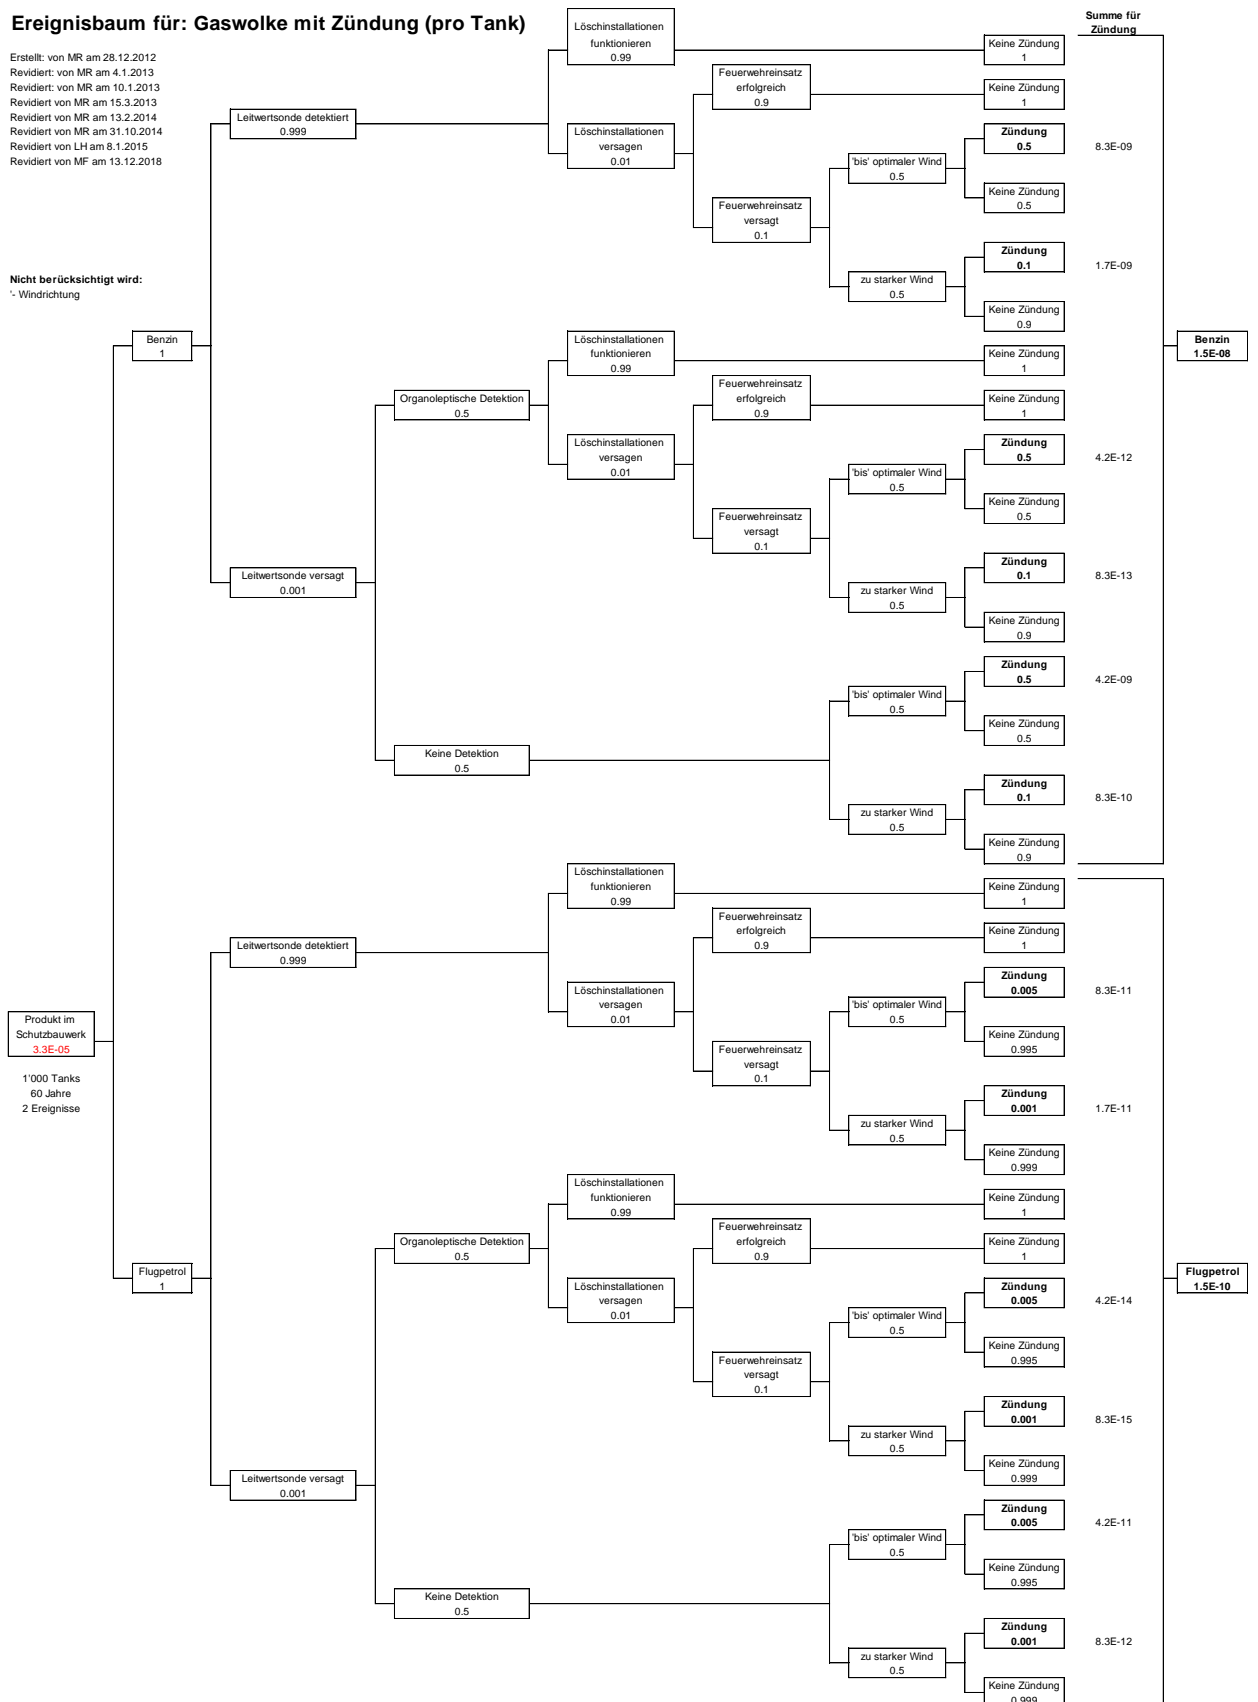 Ereignisbaum für: Gaswolke mit Zündung (pro Tank)
Erstellt: von MR am 28.12.2012
Revidiert: von MR am 4.1.2013
Revidiert: von MR am 10.1.2013
Revidiert von MR am 15.3.2013
Revidiert von MR am 13.2.2014
Revidiert von MR am 31.10.2014
Revidiert von LH am 8.1.2015
Revidiert von MF am 13.12.2018
Nicht berücksichtigt wird:
'- Windrichtung
Summe für
Zündung
Löschinstallationen
funktionieren
0.99
Keine Zündung
1
Feuerwehreinsatz
erfolgreich
0.9
Keine Zündung
1
Leitwertsonde detektiert
0.999
Löschinstallationen
versagen
0.01
Zündung
0.5
8.3E-09
'bis' optimaler Wind
0.5
Keine Zündung
0.5
Feuerwehreinsatz
versagt
0.1
Zündung
0.1
1.7E-09
zu starker Wind
0.5
Keine Zündung
0.9
Benzin
1
Löschinstallationen
funktionieren
0.99
Keine Zündung
1
Benzin
1.5E-08
Feuerwehreinsatz
erfolgreich
0.9
Keine Zündung
1
Organoleptische Detektion
0.5
Löschinstallationen
versagen
0.01
Zündung
0.5
4.2E-12
'bis' optimaler Wind
0.5
Keine Zündung
0.5
Feuerwehreinsatz
versagt
0.1
Zündung
0.1
8.3E-13
Leitwertsonde versagt
0.001
zu starker Wind
0.5
Keine Zündung
0.9
Zündung
0.5
4.2E-09
'bis' optimaler Wind
0.5
Keine Zündung
0.5
Keine Detektion
0.5
Zündung
0.1
8.3E-10
zu starker Wind
0.5
Keine Zündung
0.9
Löschinstallationen
funktionieren
0.99
Keine Zündung
1
Feuerwehreinsatz
erfolgreich
0.9
Keine Zündung
1
Leitwertsonde detektiert
0.999
Löschinstallationen
versagen
0.01
Zündung
0.005
8.3E-11
'bis' optimaler Wind
0.5
Keine Zündung
0.995
Produkt im
Schutzbauwerk
3.3E-05
1'000 Tanks
60 Jahre
2 Ereignisse
Feuerwehreinsatz
versagt
0.1
Zündung
0.001
1.7E-11
zu starker Wind
0.5
Keine Zündung
0.999
Löschinstallationen
funktionieren
0.99
Keine Zündung
1
Feuerwehreinsatz
erfolgreich
0.9
Keine Zündung
1
Organoleptische Detektion
0.5
Flugpetrol
1
Flugpetrol
1.5E-10
Löschinstallationen
versagen
0.01
Zündung
0.005
4.2E-14
'bis' optimaler Wind
0.5
Keine Zündung
0.995
Feuerwehreinsatz
versagt
0.1
Zündung
0.001
8.3E-15
zu starker Wind
0.5
Keine Zündung
0.999
Leitwertsonde versagt
0.001
Zündung
0.005
4.2E-11
'bis' optimaler Wind
0.5
Keine Zündung
0.995
Keine Detektion
0.5
Zündung
0.001
8.3E-12
zu starker Wind
0.5
Keine Zündung
0.999